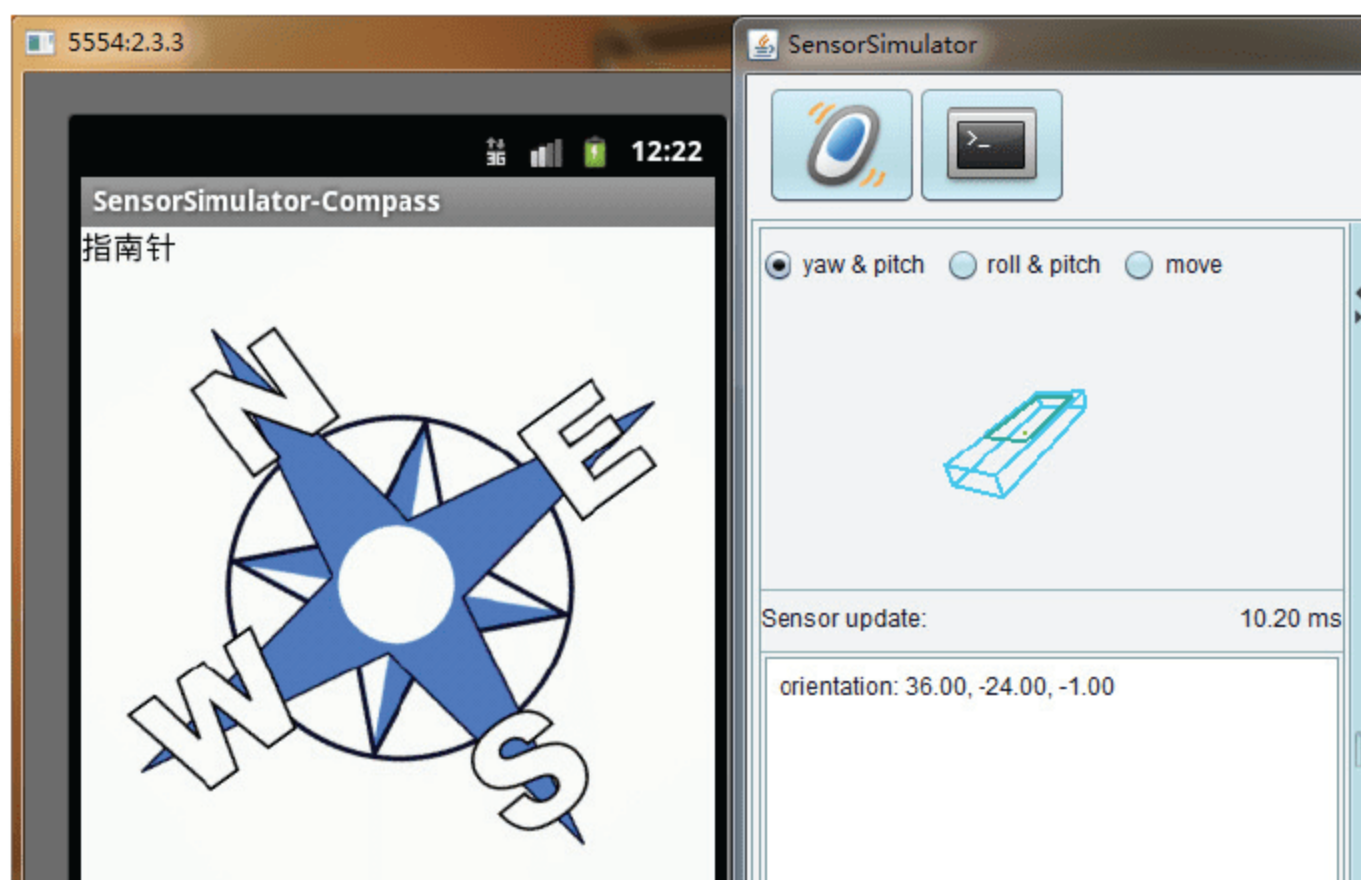 5554:2.3.3
3G 12:22
SensorSimulator-Compass
指南针
N
E
W
S
SensorSimulator
>_
yaw & pitch roll & pitch move
Sensor update: 10.20 ms
orientation: 36.00, -24.00, -1.00